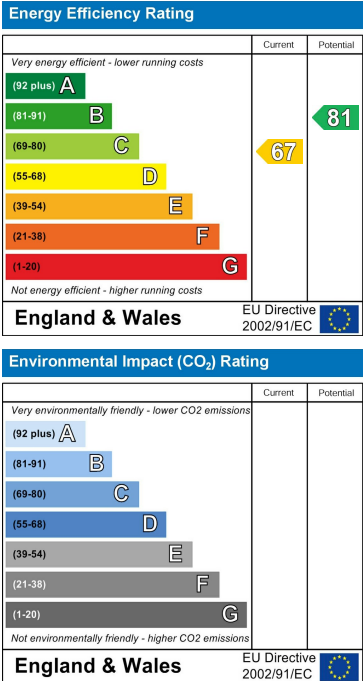 Energy Efficiency Rating
Current Potential
Very energy efficient - lower running costs
(92 plus) A
(81-91) B
81
(69-80) C
67
(55-68) D
(39-54) E
(21-38) F
(1-20) G
Not energy efficient - higher running costs
England & Wales
EU Directive
2002/91/EC
Environmental Impact (CO₂) Rating
Current Potential
Very environmentally friendly - lower CO2 emissions
(92 plus) A
(81-91) B
(69-80) C
(55-68) D
(39-54) E
(21-38) F
(1-20) G
Not environmentally friendly - higher CO2 emissions
England & Wales
EU Directive
2002/91/EC